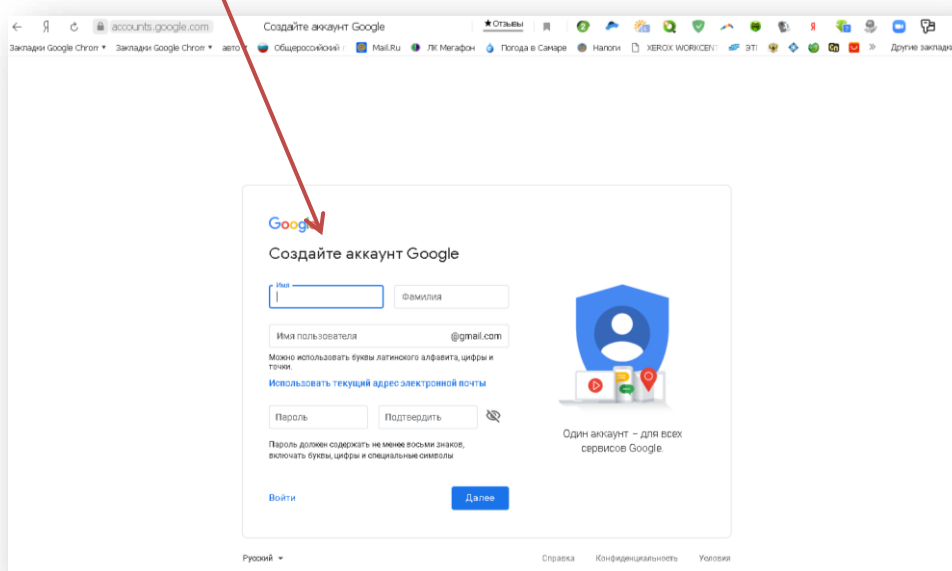 accounts.google.com Создайте аккаунт Google ★Отзывы
Закладки Google Chrom Закладки Google Chrom авто Общероссийский Mail.Ru ЛК Мегафон Погода в Самаре Налоги XEROX WORKCENT ЭТ Другие закладки
Google
Создайте аккаунт Google
Имя
Фамилия
Имя пользователя @gmail.com
Можно использовать буквы латинского алфавита, цифры и
точки.
Использовать текущий адрес электронной почты
Пароль Подтвердить
Пароль должен содержать не менее восьми знаков,
включать буквы, цифры и специальные символы
Один аккаунт – для всех
сервисов Google.
Войти Далее
Русский Справка Конфиденциальность Условия